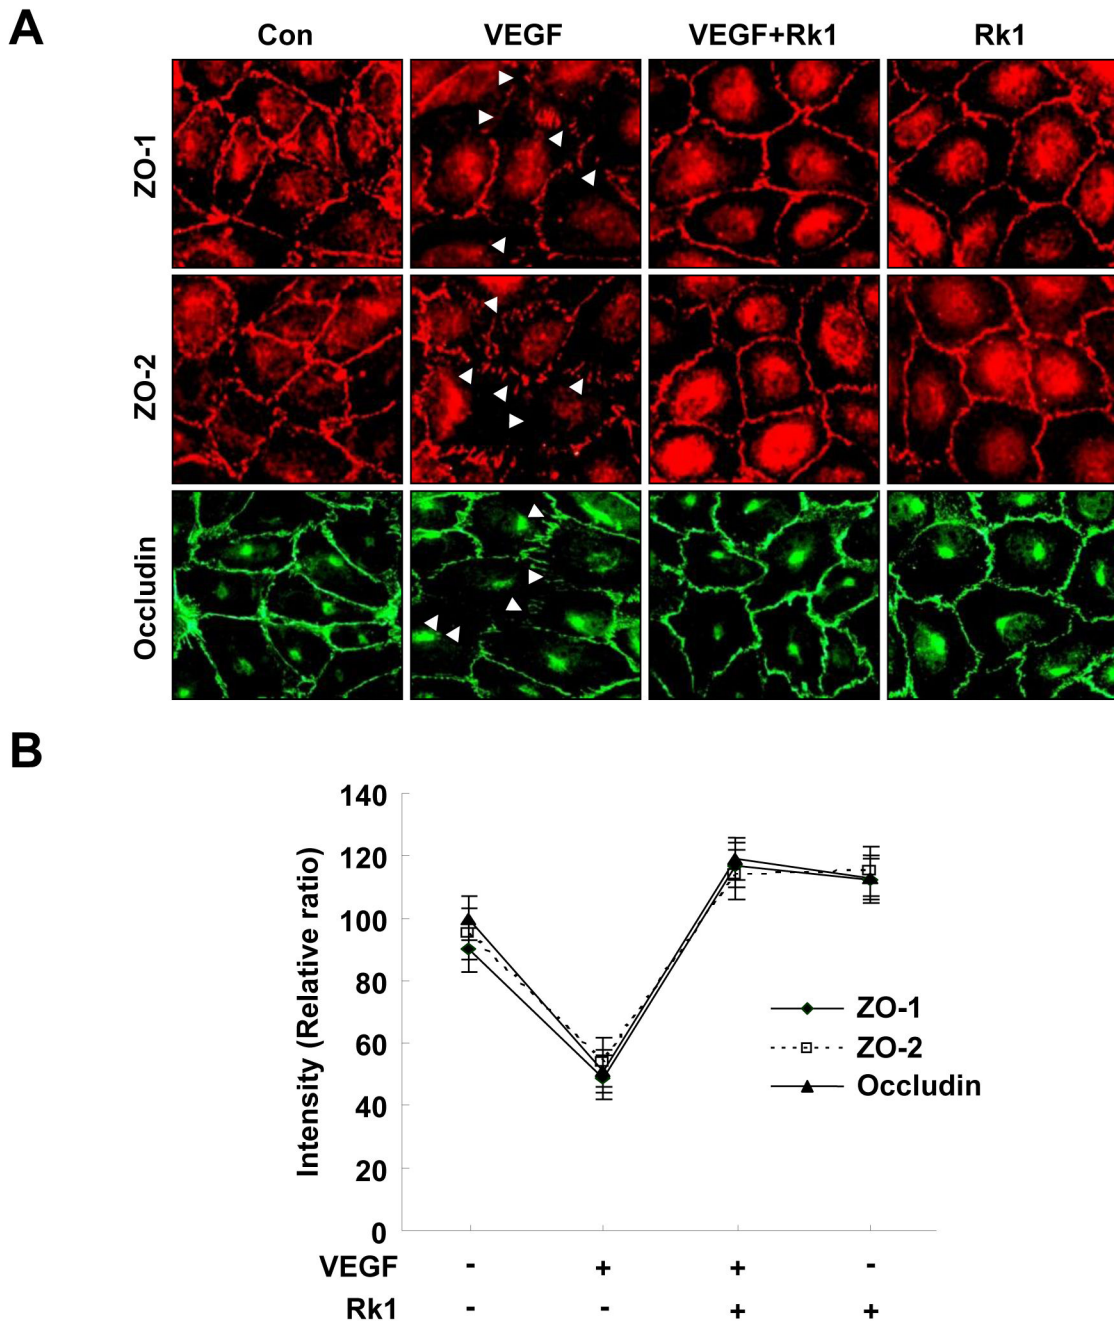 A
Con VEGF VEGF+Rk1 Rk1
ZO-1
ZO-2
Occludin
B
Intensity (Relative ratio)
140
120
100
80
60
40
20
0
ZO-1
ZO-2
Occludin
VEGF - + + -
Rk1 - - + +